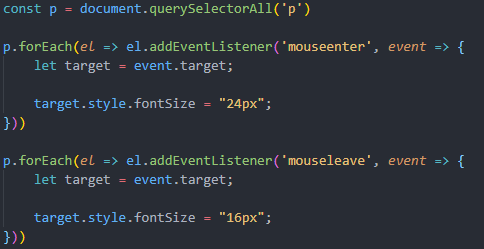 const p = document.querySelectorAll('p')
p.forEach(el => el.addEventListener('mouseenter', event => {
let target = event.target;
target.style.fontSize = "24px";
}))
p.forEach(el => el.addEventListener('mouseleave', event => {
let target = event.target;
target.style.fontSize = "16px";
}))